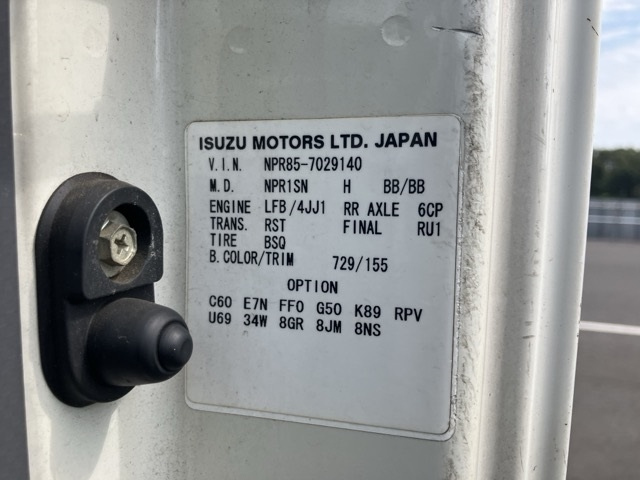 ISUZU MOTORS LTD. JAPAN
V.I.N. NPR85-7029140
M.D. NPR1SN H BB/BB
ENGINE LFB/4JJ1 RR AXLE 6CP
TRANS. RST FINAL RU1
TIRE BSQ
B.COLOR/TRIM 729/155
OPTION
C60 E7N FF0 G50 K89 RPV
U69 34W 8GR 8JM 8NS